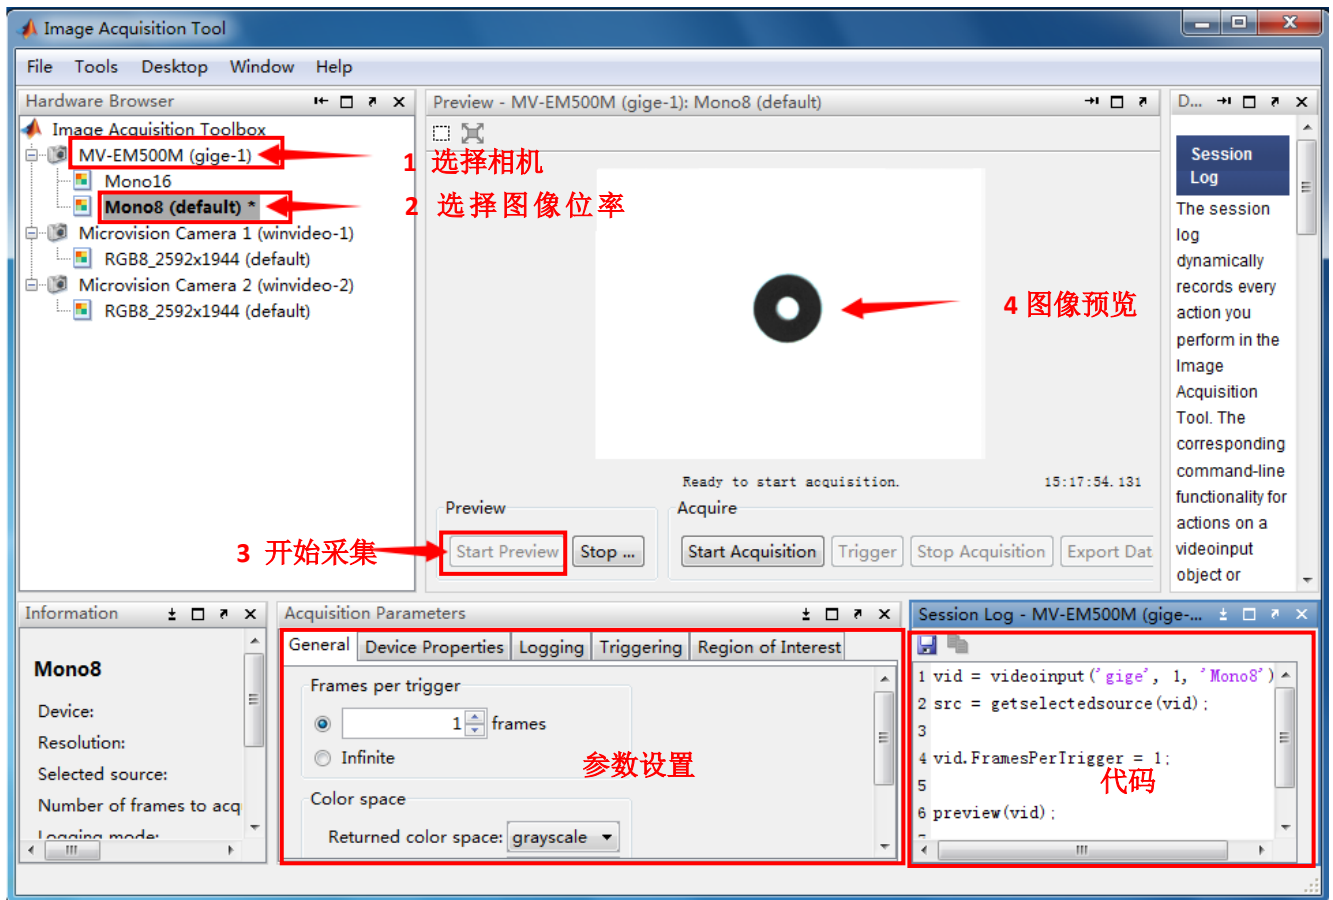 Image Acquisition Tool
File Tools Desktop Window Help
Hardware Browser
Image Acquisition Toolbox
MV-EM500M (gige-1)
Mono16
Mono8 (default) *
Microvision Camera 1 (winvideo-1)
RGB8_2592x1944 (default)
Microvision Camera 2 (winvideo-2)
RGB8_2592x1944 (default)
1 选择相机
2 选择图像位率
Preview - MV-EM500M (gige-1): Mono8 (default)
4 图像预览
Ready to start acquisition.
15:17:54.131
Preview
Acquire
3 开始采集
Start Preview
Stop ...
Start Acquisition
Trigger
Stop Acquisition
Export Dat
D...
Session
Log
The session
log
dynamically
records every
action you
perform in the
Image
Acquisition
Tool. The
corresponding
command-line
functionality for
actions on a
videoinput
object or
Information
Mono8
Device:
Resolution:
Selected source:
Number of frames to acq
Logging mode:
Acquisition Parameters
General Device Properties Logging Triggering Region of Interest
Frames per trigger
1 frames
Infinite
参数设置
Color space
Returned color space: grayscale
Session Log - MV-EM500M (gige-...
1 vid = videoinput('gige', 1, 'Mono8')
2 src = getselectedsource(vid);
3
4 vid.FramesPerTrigger = 1;
5
代码
6 preview(vid);